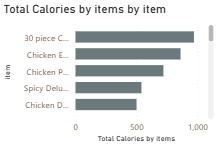 Total Calories by items by item
30 piece C...
Chicken E...
Chicken P...
Spicy Delu...
Chicken D...
item
0
500
1,000
Total Calories by items